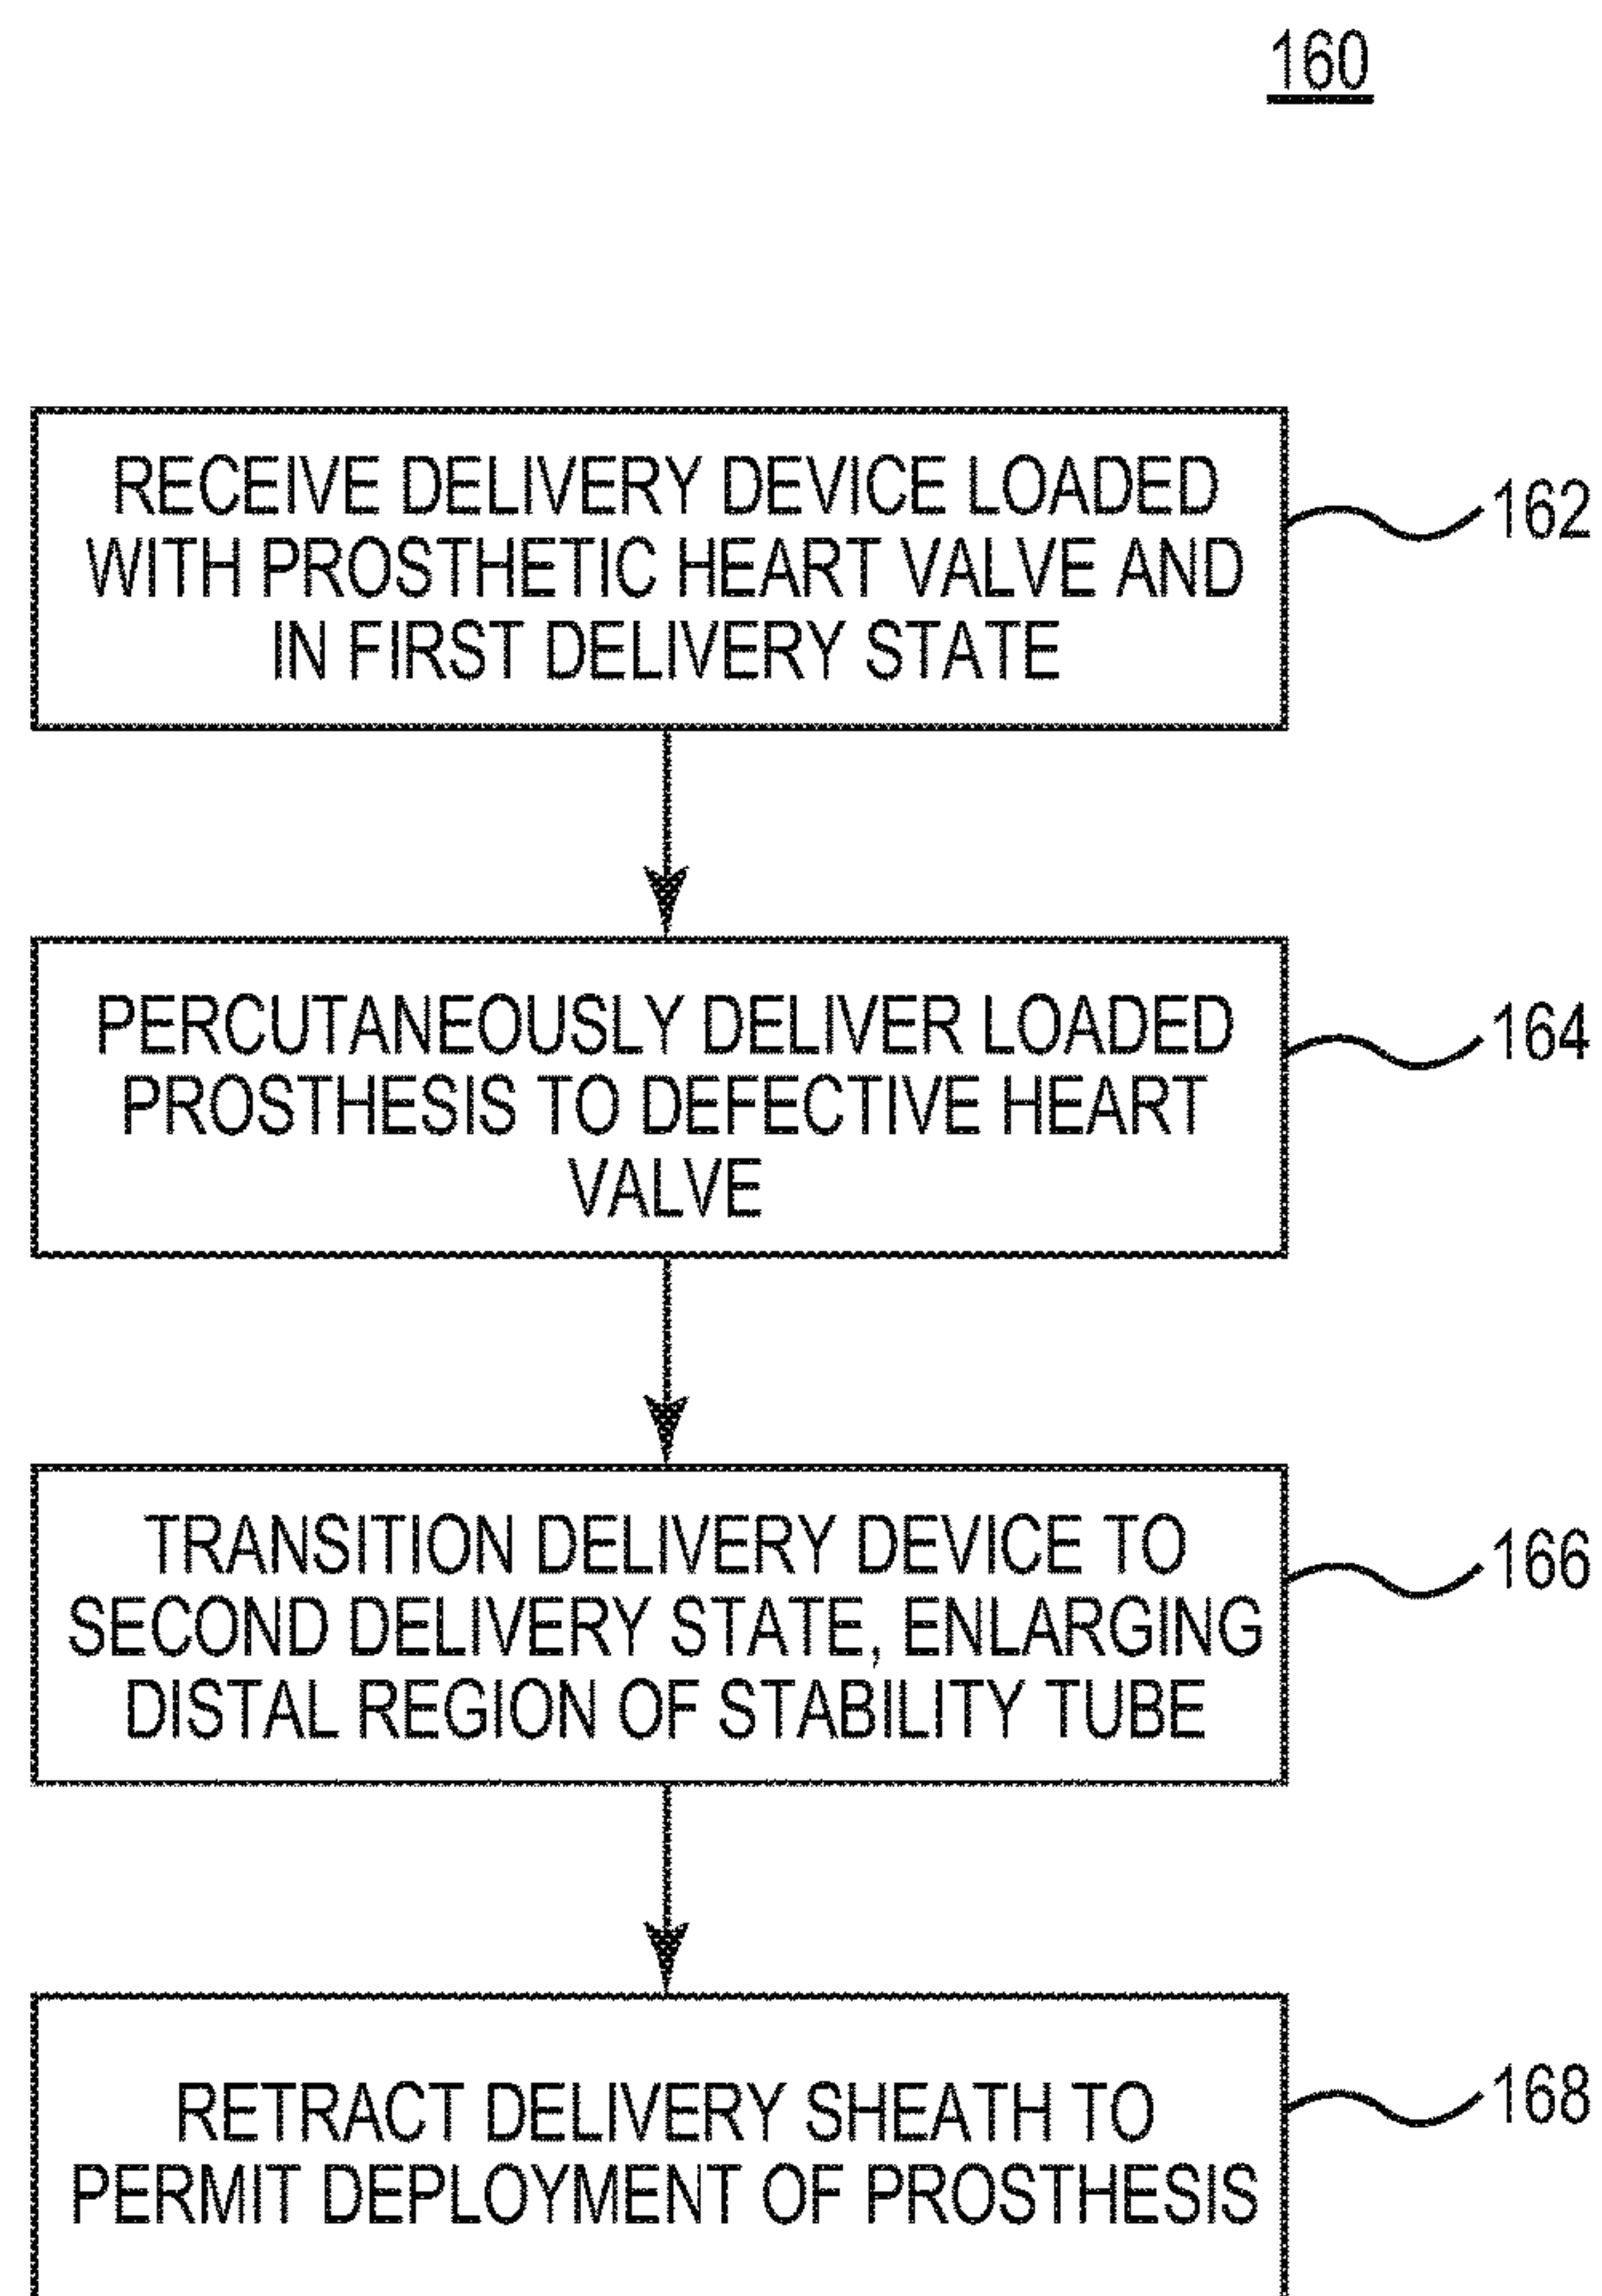 160
RECEIVE DELIVERY DEVICE LOADED
WITH PROSTHETIC HEART VALVE AND
IN FIRST DELIVERY STATE
162
PERCUTANEOUSLY DELIVER LOADED
PROSTHESIS TO DEFECTIVE HEART
VALVE
164
TRANSITION DELIVERY DEVICE TO
SECOND DELIVERY STATE, ENLARGING
DISTAL REGION OF STABILITY TUBE
166
RETRACT DELIVERY SHEATH TO
PERMIT DEPLOYMENT OF PROSTHESIS
168